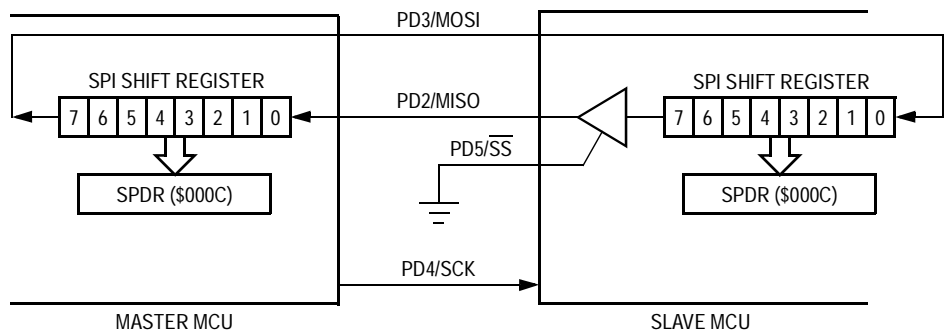 PD3/MOSI
SPI SHIFT REGISTER
SPI SHIFT REGISTER
7 6 5 4 3 2 1 0
PD2/MISO
7 6 5 4 3 2 1 0
PD5/S̅S̅
SPDR ($000C)
SPDR ($000C)
PD4/SCK
MASTER MCU
SLAVE MCU